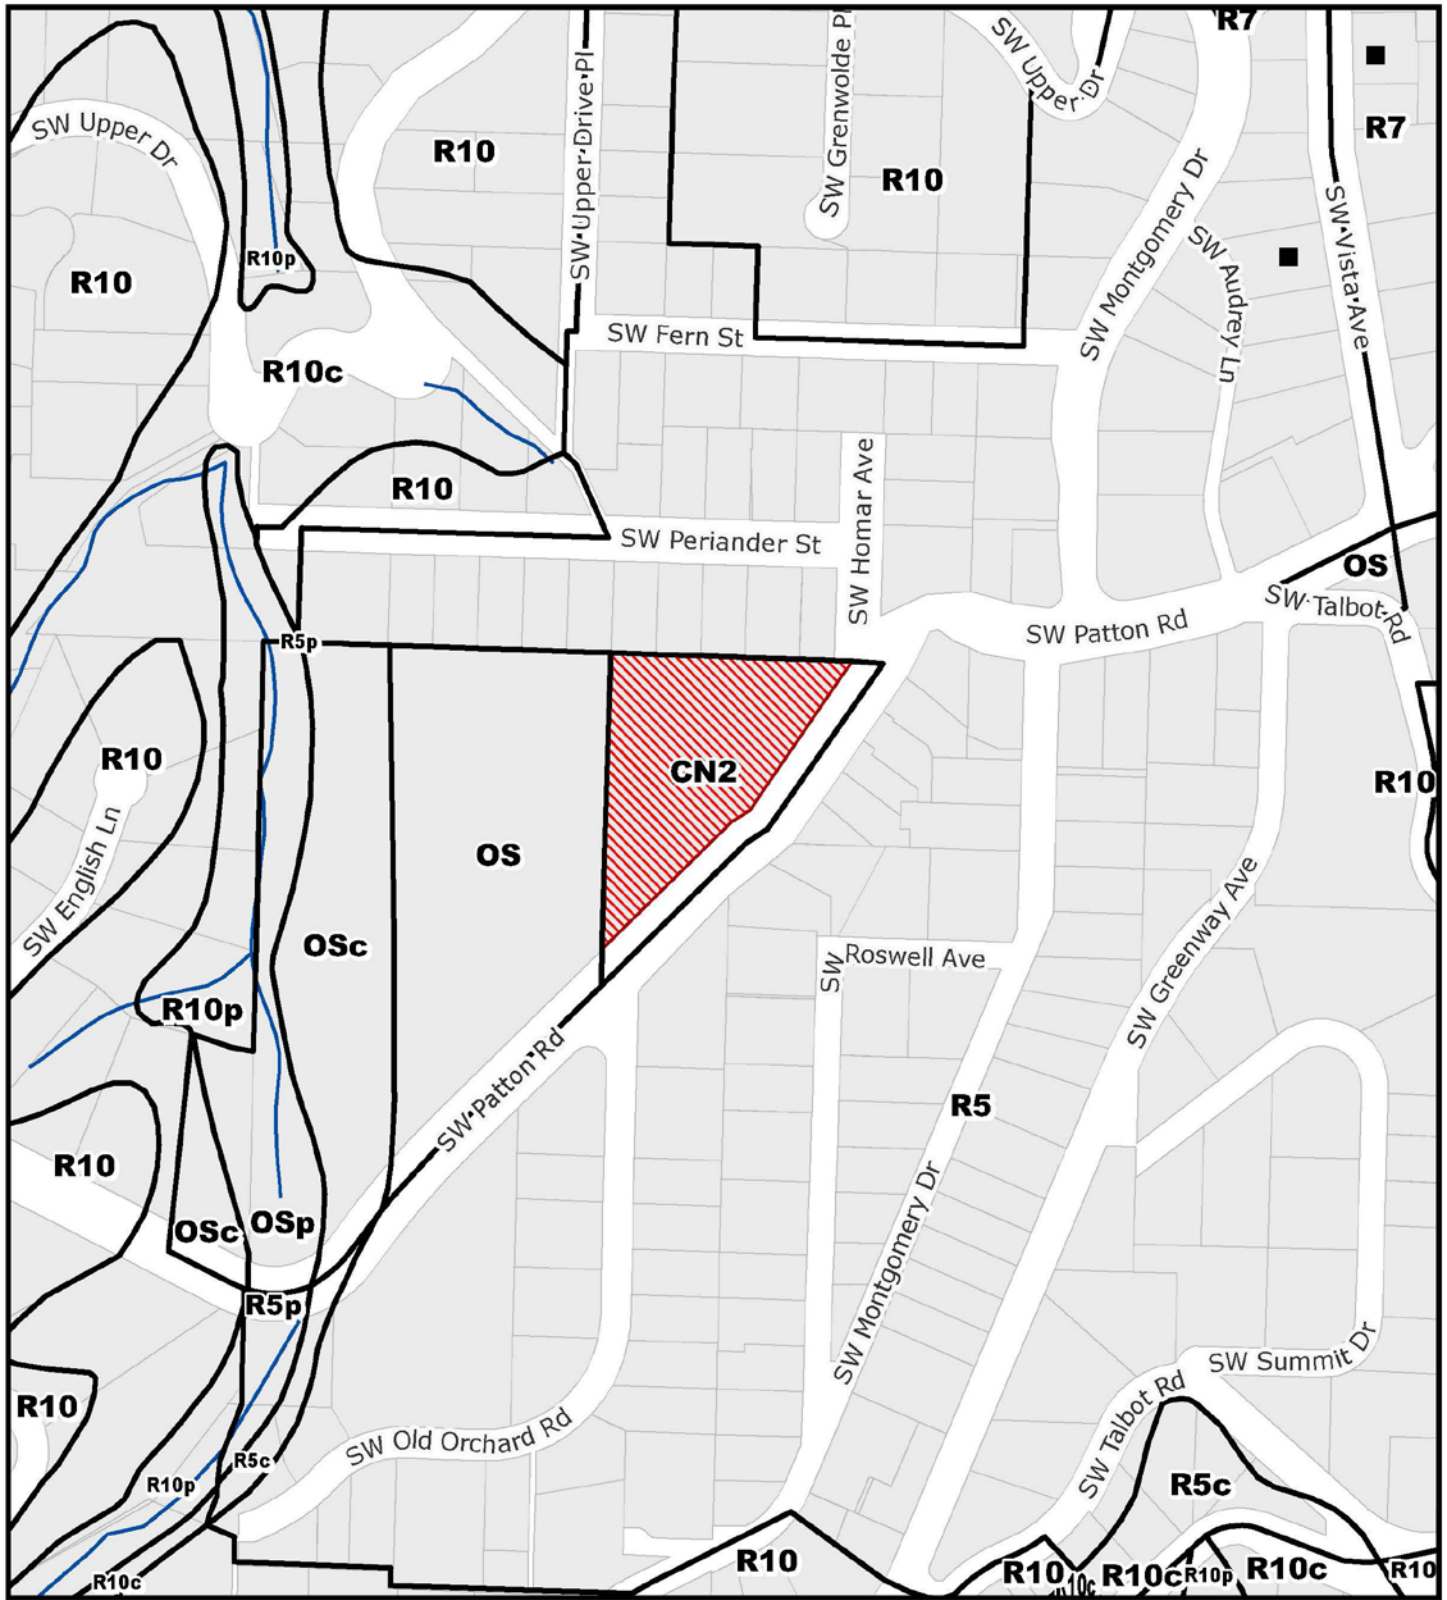 R7
SW Upper Dr
SW Upper Dr
R10
SW Upper Drive Pl
R10
R7
SW Montgomery Dr
SW Vista Ave
R10p
R10
SW Audrey Ln
SW Fern St
R10c
R10
SW Homar Ave
SW Periander St
OS
SW Talbot Rd
SW Patton Rd
R5p
R10
CN2
R10
OS
SW English Ln
OSc
SW
Roswell Ave
SW Greenway Ave
R10p
SW Patton Rd
R5
R10
OSc
OSp
SW Montgomery Dr
R5p
SW Summit Dr
R10
SW Old Orchard Rd
SW Talbot Rd
R5c
R10p
R5c
R10
R10
R10c
R10p
R10c
R10
R10c